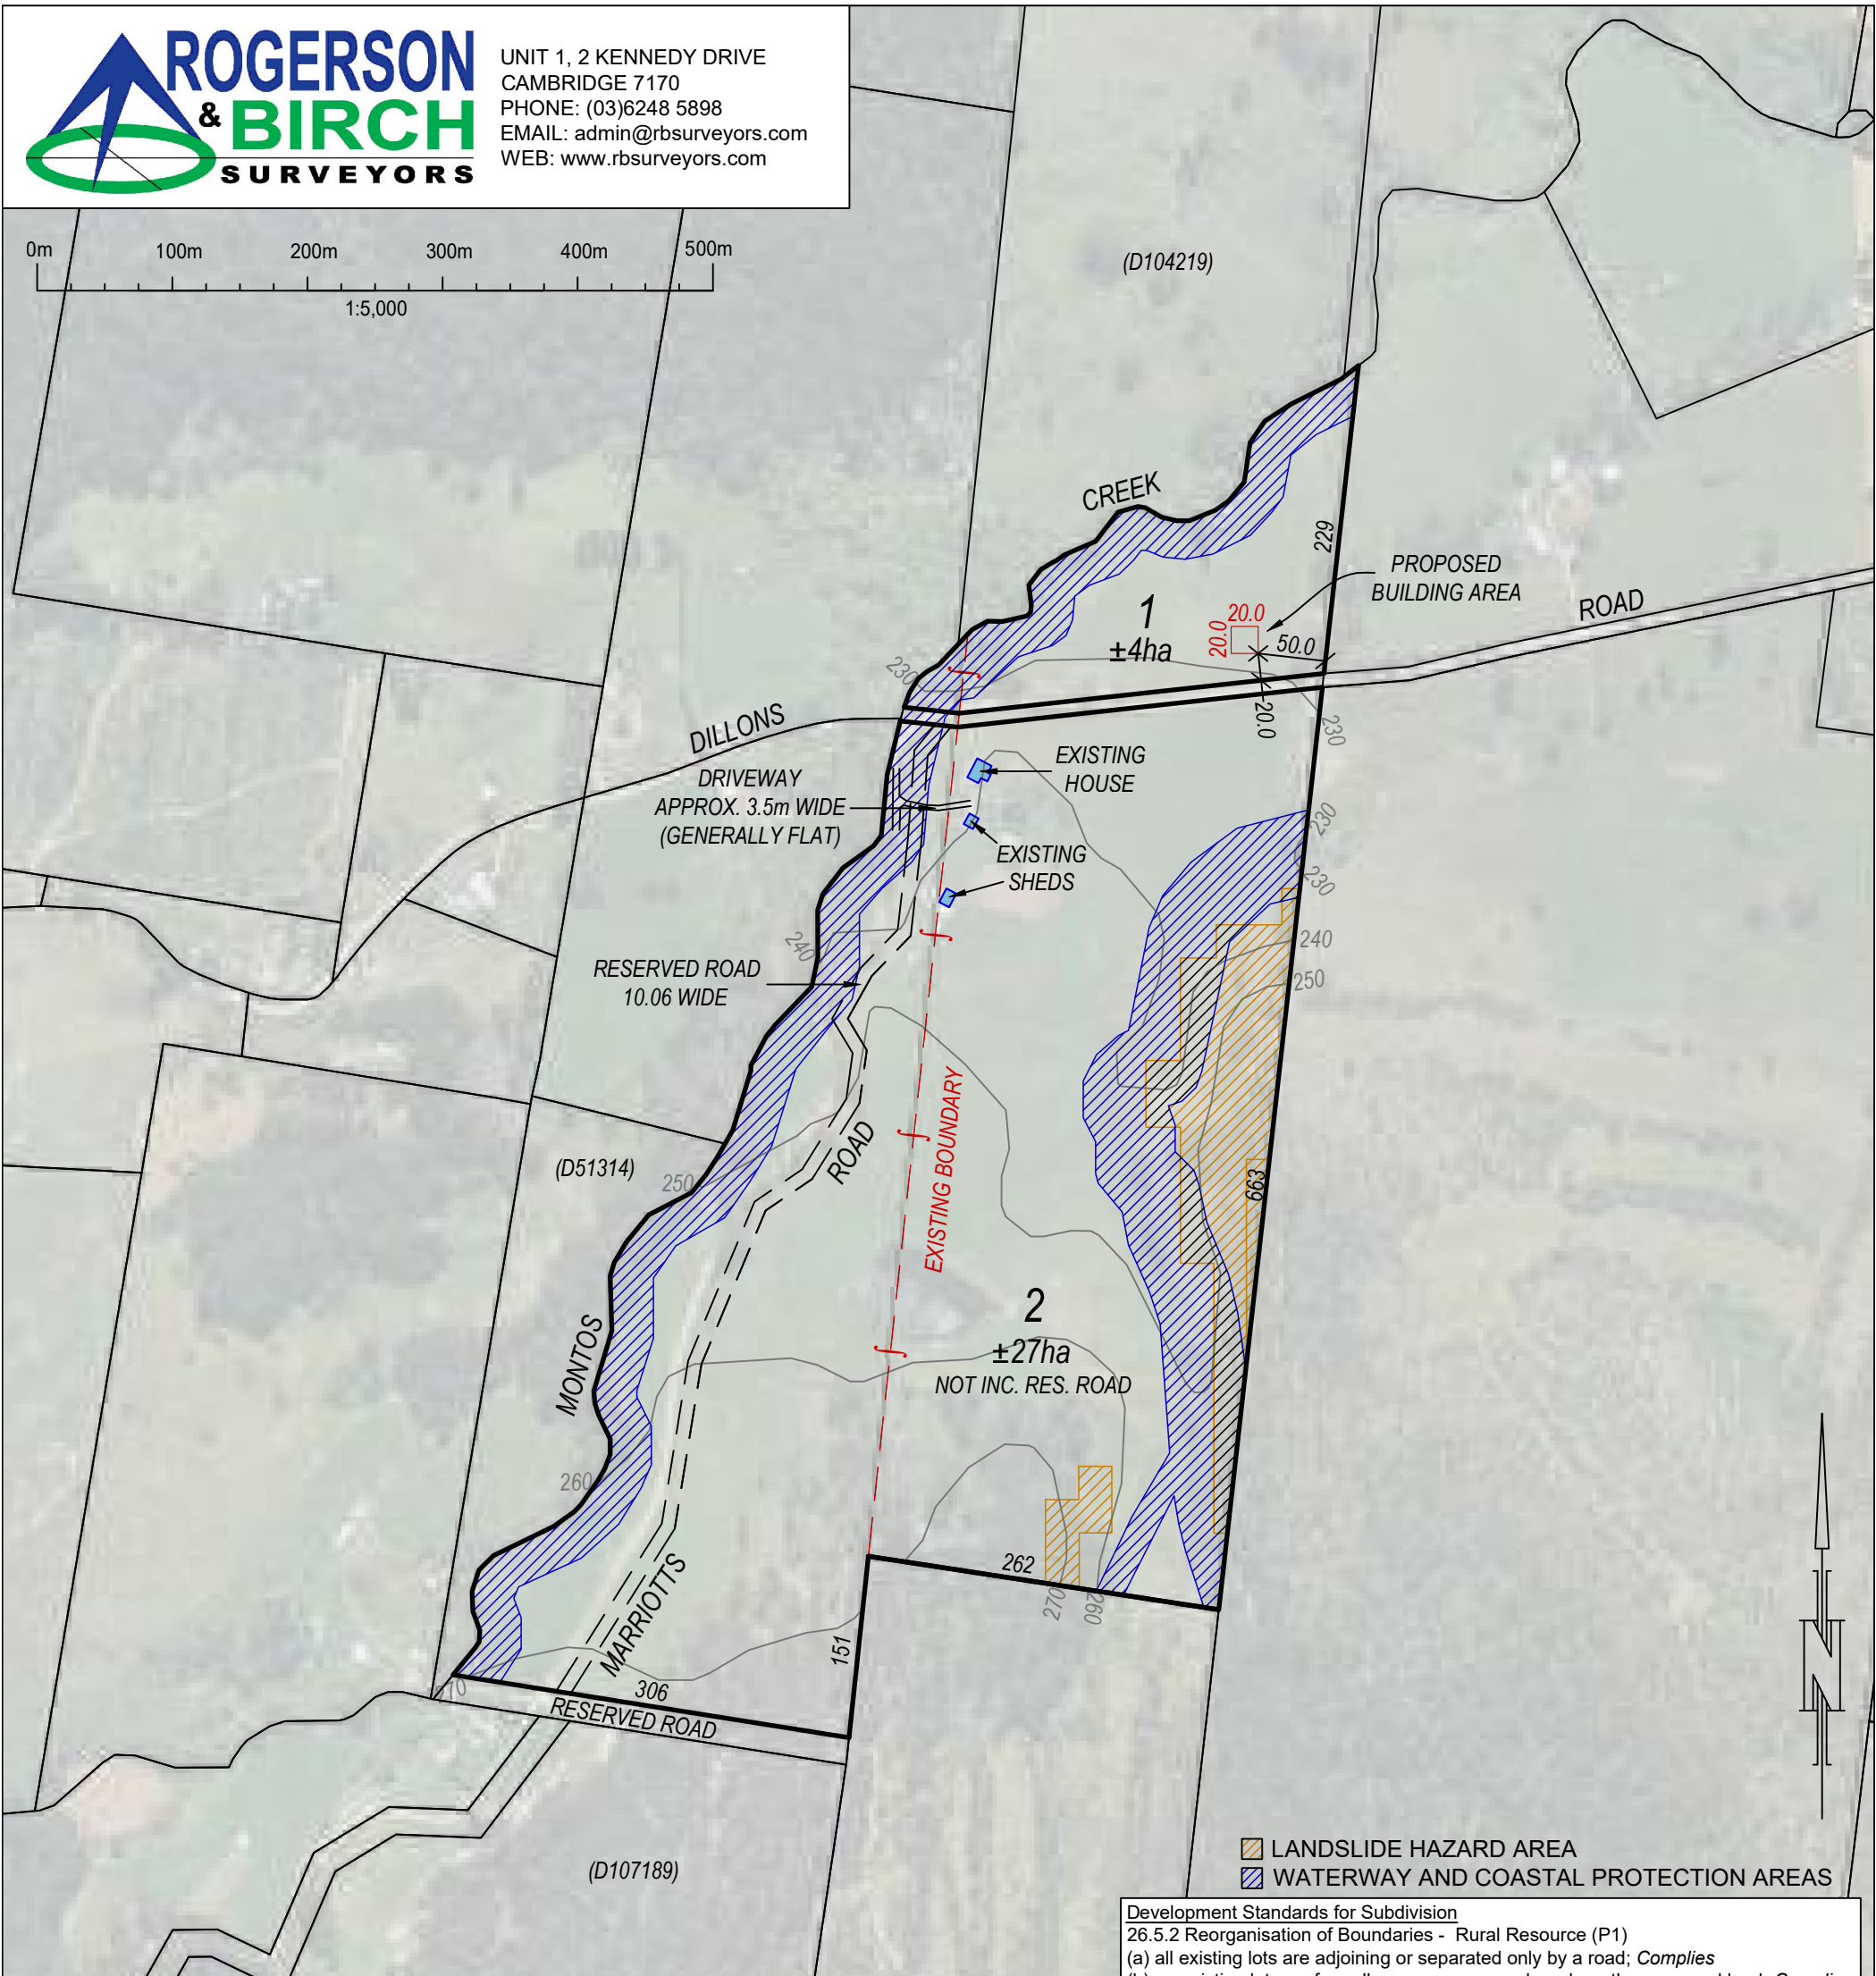 ROGERSON
& BIRCH
SURVEYORS
UNIT 1, 2 KENNEDY DRIVE
CAMBRIDGE 7170
PHONE: (03)6248 5898
EMAIL: admin@rbsurveyors.com
WEB: www.rbsurveyors.com
0m 100m 200m 300m 400m 500m
1:5,000
(D104219)
CREEK
229
PROPOSED
BUILDING AREA
ROAD
1
±4ha
20.0
20.0
50.0
20.0
230
230
DILLONS
DRIVEWAY
APPROX. 3.5m WIDE
(GENERALLY FLAT)
EXISTING
HOUSE
EXISTING
SHEDS
230
230
240
250
240
RESERVED ROAD
10.06 WIDE
EXISTING BOUNDARY
ROAD
(D51314)
250
663
2
±27ha
NOT INC. RES. ROAD
MONTOS
260
262
270
260
MARRIOTTS
151
306
RESERVED ROAD
(D107189)
N
LANDSLIDE HAZARD AREA
WATERWAY AND COASTAL PROTECTION AREAS
Development Standards for Subdivision
26.5.2 Reorganisation of Boundaries - Rural Resource (P1)
(a) all existing lots are adjoining or separated only by a road; Complies